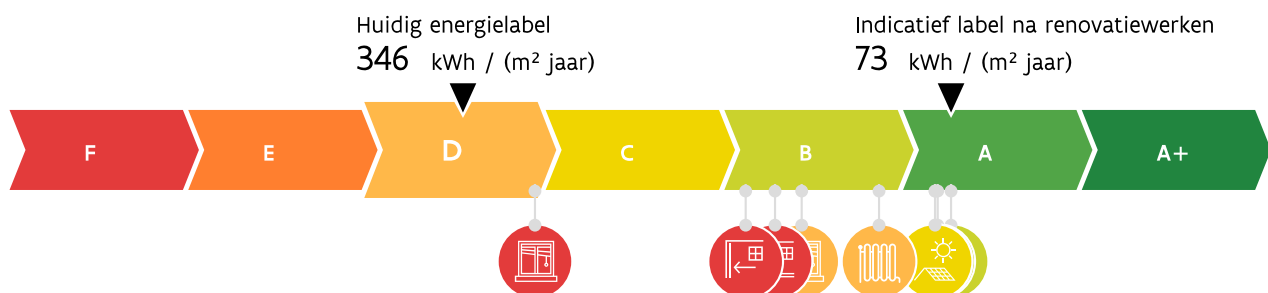 Huidig energielabel
346 kWh / (m² jaar)
Indicatief label na renovatiewerken
73 kWh / (m² jaar)
F E D C B A A+